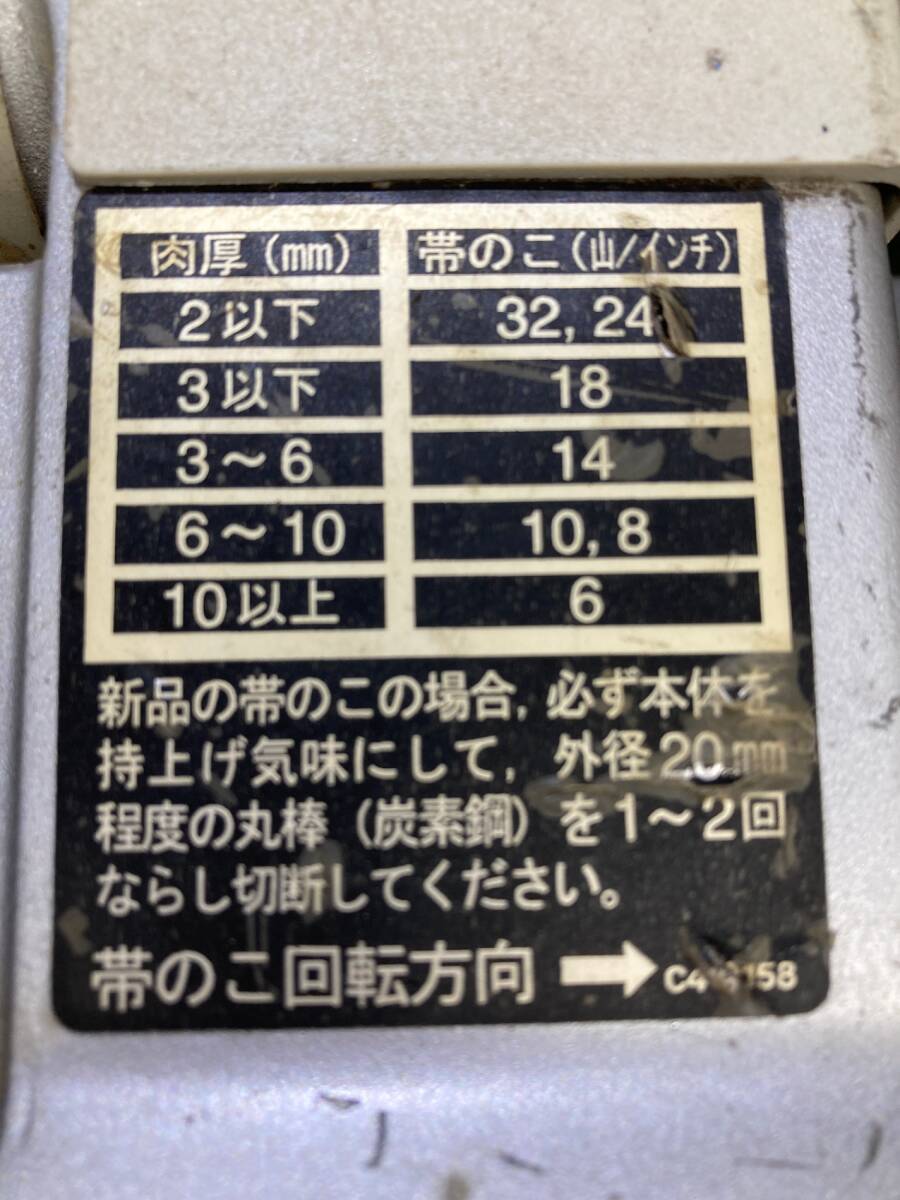 肉厚(mm) 帯のこ(山/インチ)
2以下 32, 24
3以下 18
3～6 14
6～10 10, 8
10以上 6
新品の帯のこの場合, 必ず本体を
持上げ気味にして, 外径20mm
程度の丸棒(炭素鋼)を1～2回
ならし切断してください。
帯のこ回転方向 →